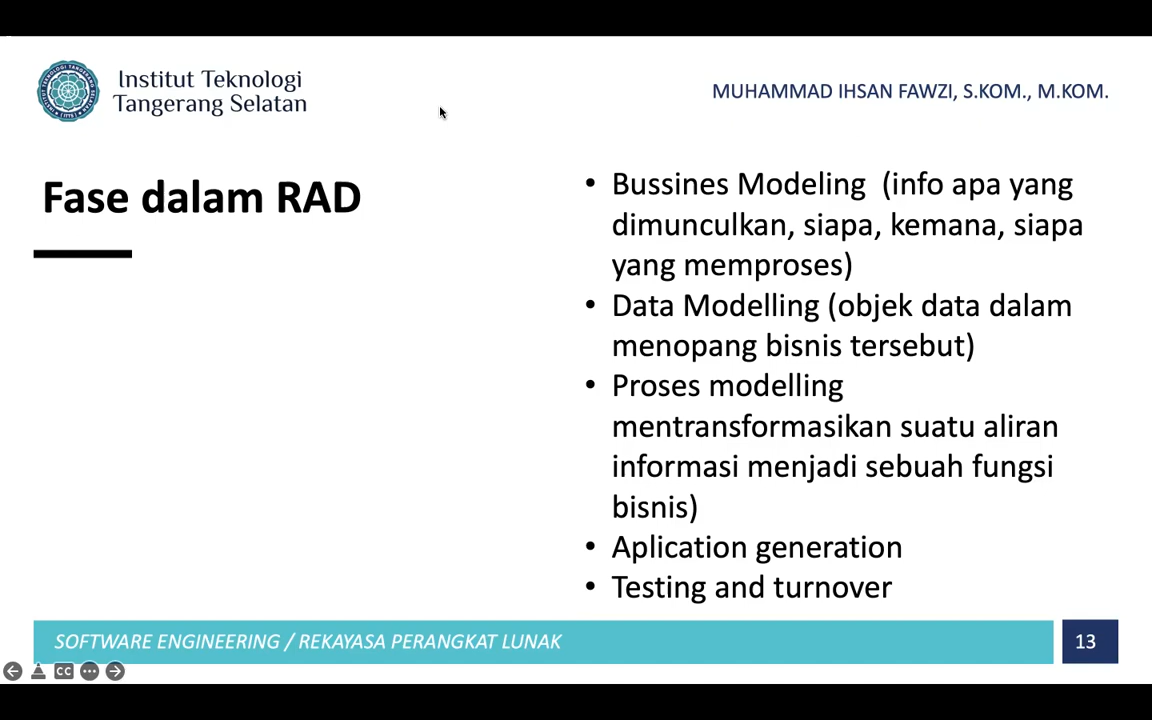 Institut Teknologi
Tangerang Selatan
MUHAMMAD IHSAN FAWZI, S.KOM., M.KOM.
Fase dalam RAD
• Bussines Modeling  (info apa yang
dimunculkan, siapa, kemana, siapa
yang memproses)
• Data Modelling (objek data dalam
menopang bisnis tersebut)
• Proses modelling
mentransformasikan suatu aliran
informasi menjadi sebuah fungsi
bisnis)
• Aplication generation
• Testing and turnover
SOFTWARE ENGINEERING / REKAYASA PERANGKAT LUNAK
13
CC